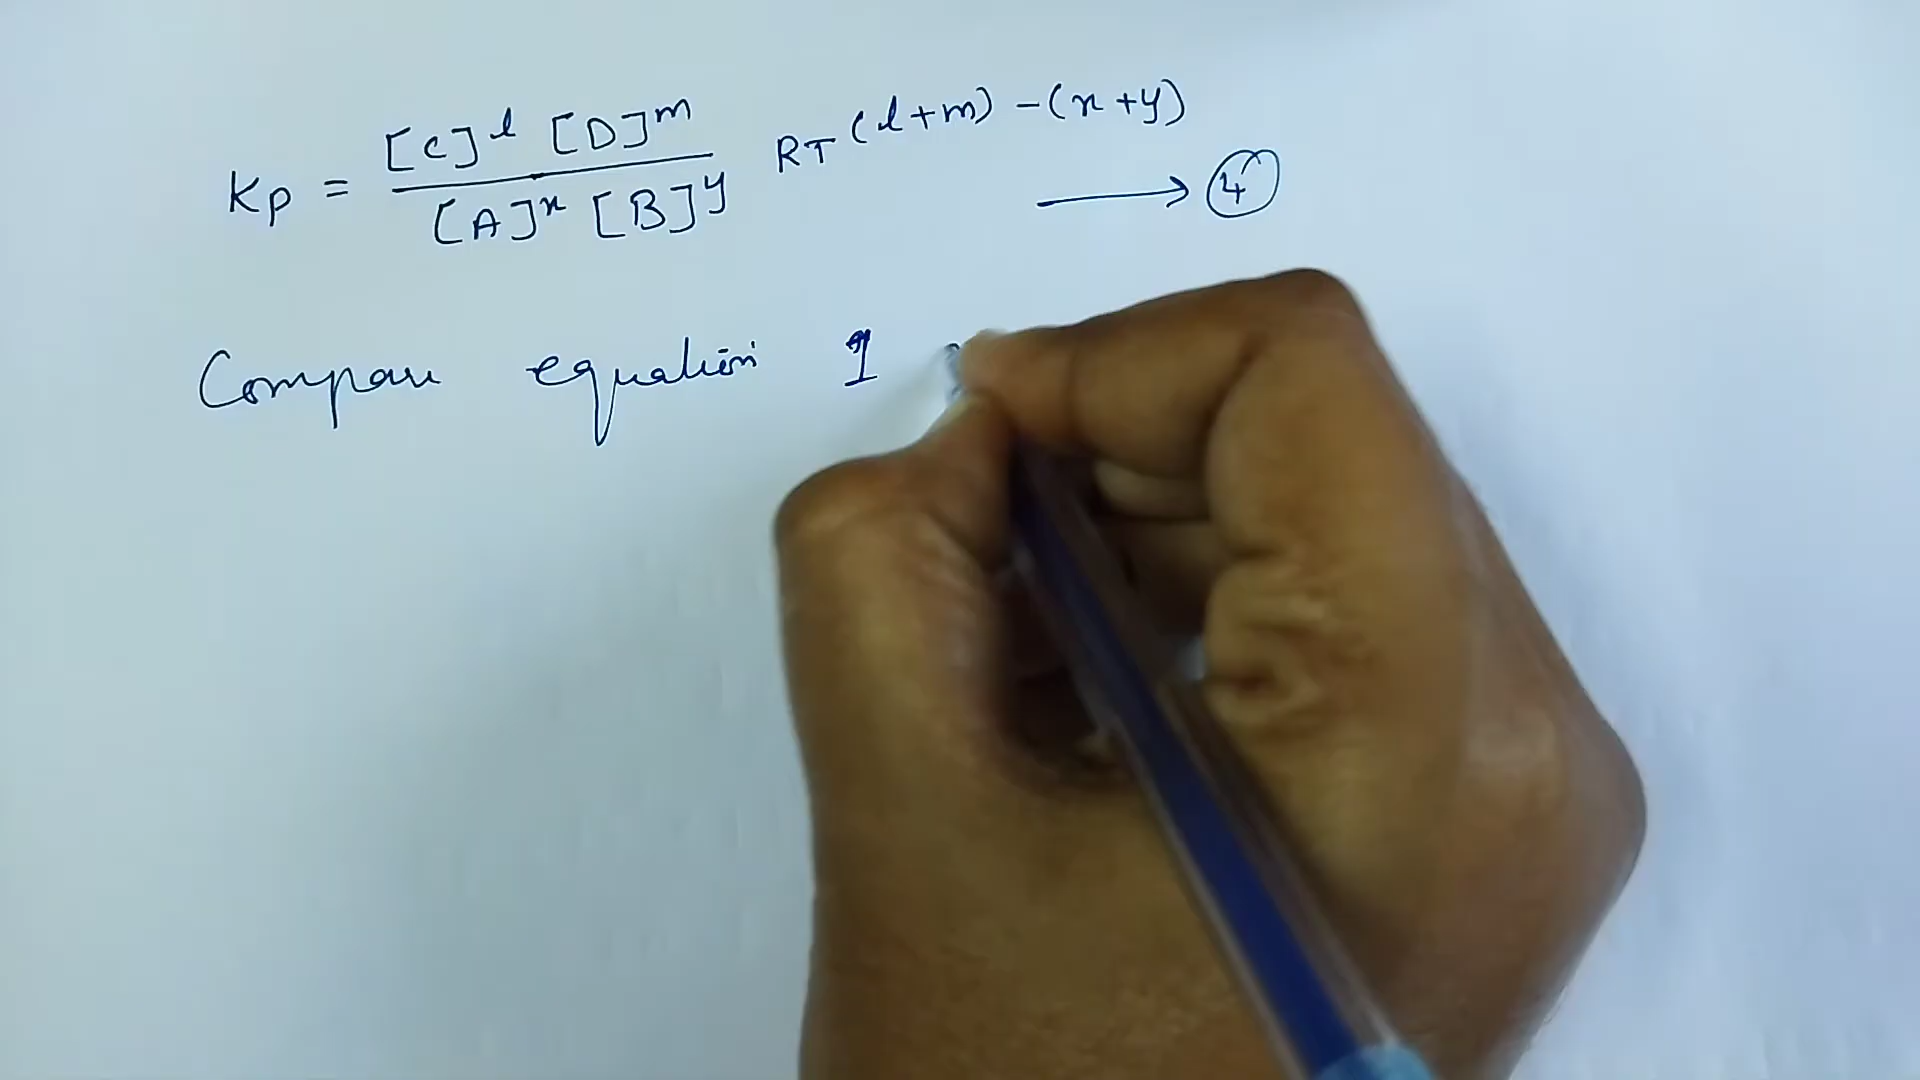 Kp = [C]^l [D]^m / [A]^x [B]^y RT^(l+m) - (x+y)
→ 4
Compare equation 1